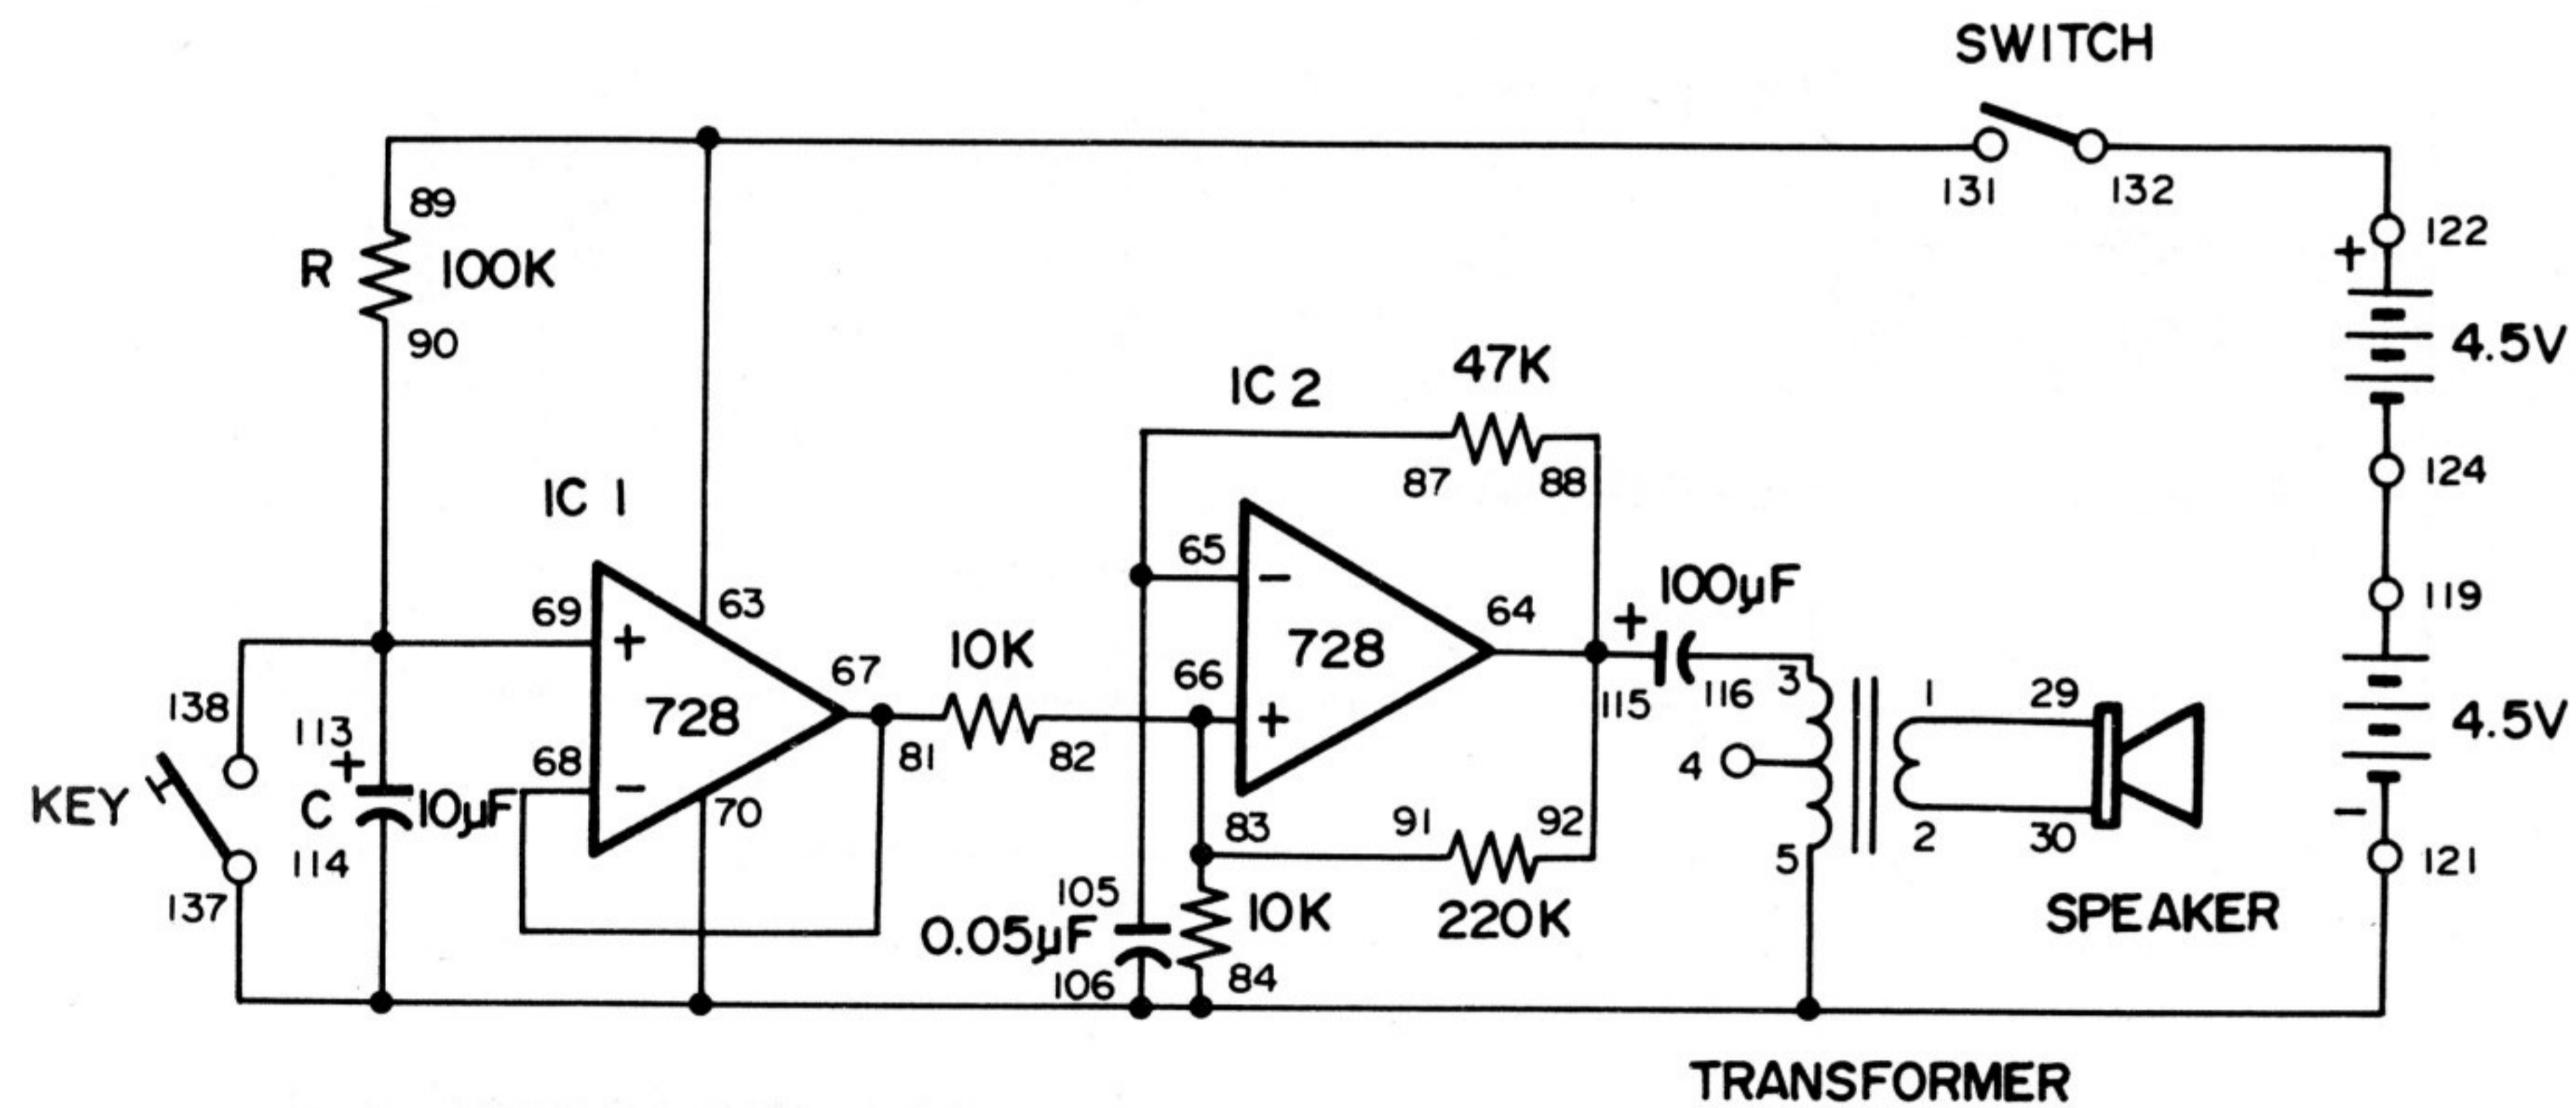 SWITCH
131
132
89
R
100K
90
122
+
4.5V
124
IC 2
47K
87
88
IC 1
65
−
64
728
66
+
+
100µF
115
116
119
69
+
63
728
67
68
−
70
10K
81
82
138
113
+
KEY
C
10µF
114
137
83
91
92
220K
105
0.05µF
106
10K
84
3
4
5
1
2
29
30
SPEAKER
4.5V
−
121
TRANSFORMER